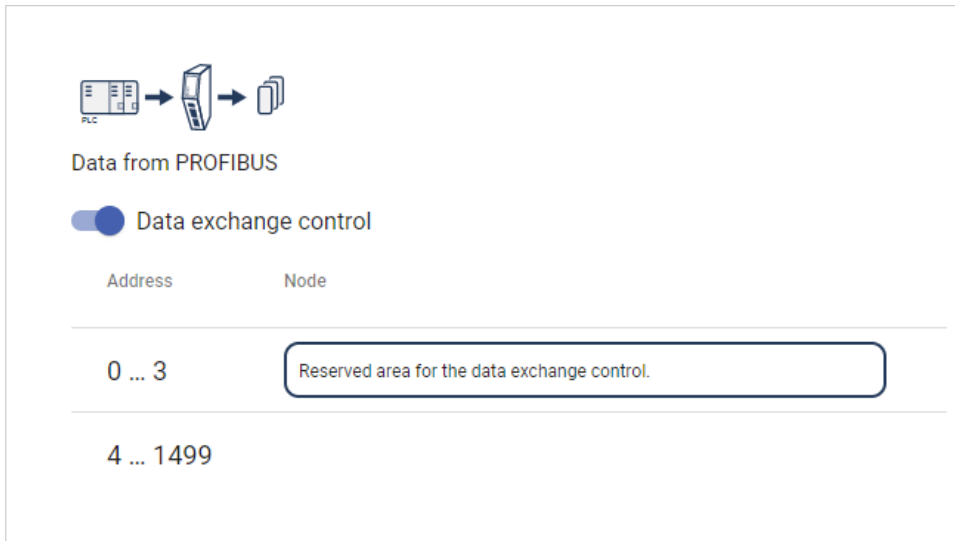 PLC
Data from PROFIBUS
Data exchange control
Address Node
0 ... 3 Reserved area for the data exchange control.
4 ... 1499